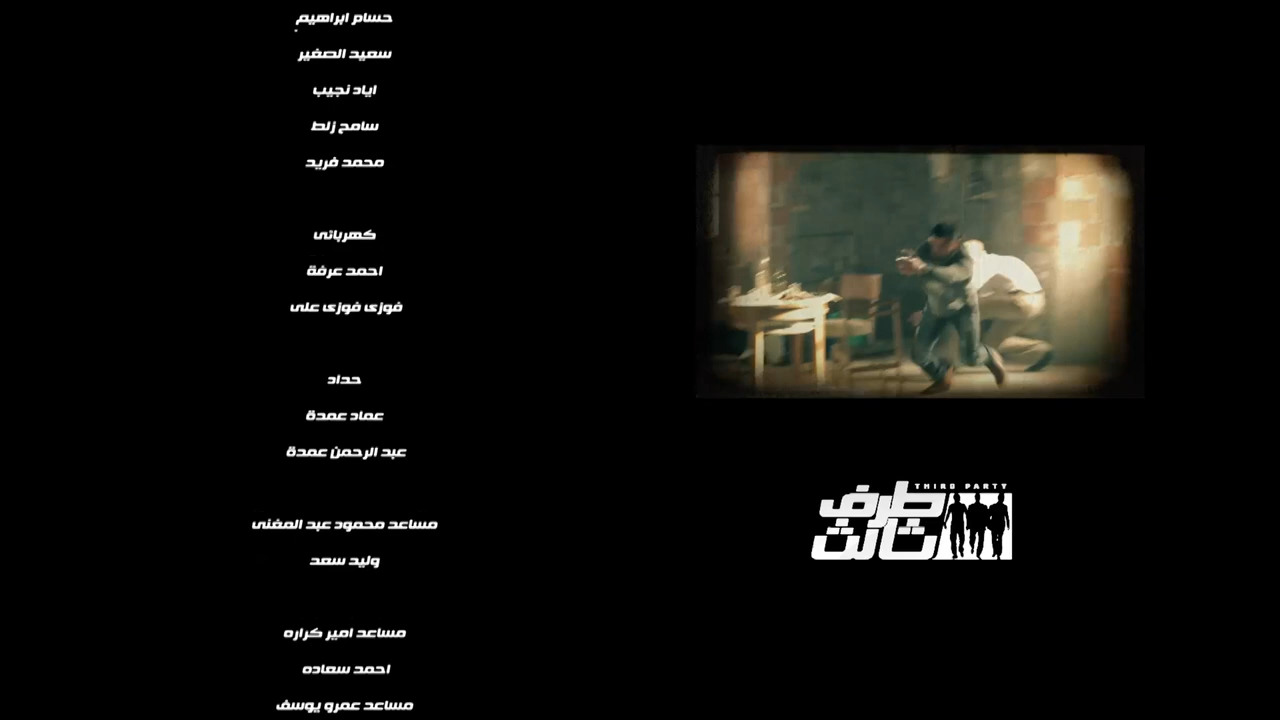 حسام ابراهيم
سعيد الصغير
اياد نجيب
سامح زلط
محمد فريد
كهربائى
احمد عرفة
فوزى فوزى على
حداد
عماد عمدة
عبد الرحمن عمدة
مساعد محمود عبد المغنى
وليد سعد
مساعد امير كراره
احمد سعاده
مساعد عمرو يوسف
THIRD PARTY
طرف
ثالث